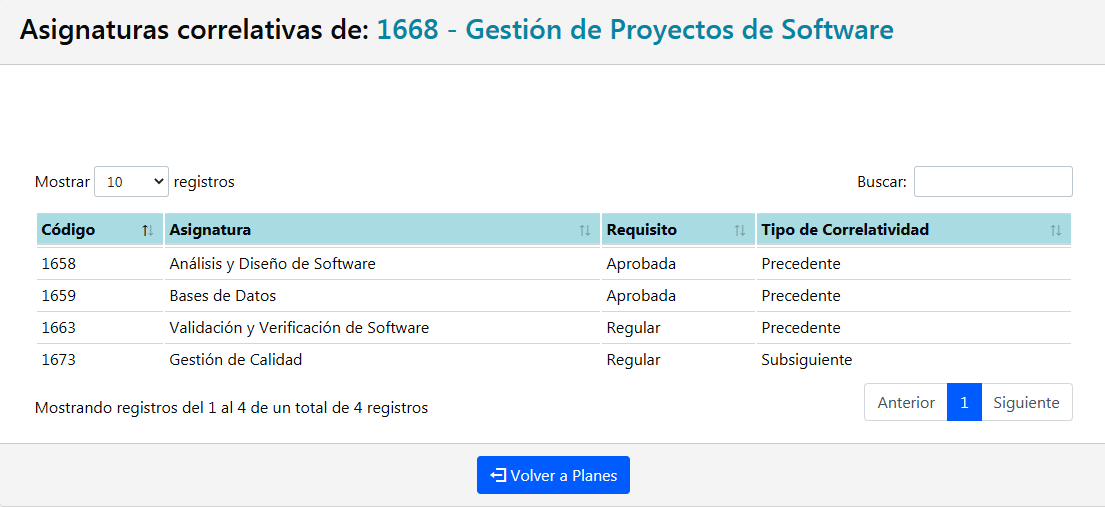 Asignaturas correlativas de: 1668 - Gestión de Proyectos de Software
Mostrar 10 registros Buscar:
Código Asignatura Requisito Tipo de Correlatividad
1658 Análisis y Diseño de Software Aprobada Precedente
1659 Bases de Datos Aprobada Precedente
1663 Validación y Verificación de Software Regular Precedente
1673 Gestión de Calidad Regular Subsiguiente
Mostrando registros del 1 al 4 de un total de 4 registros Anterior 1 Siguiente
Volver a Planes